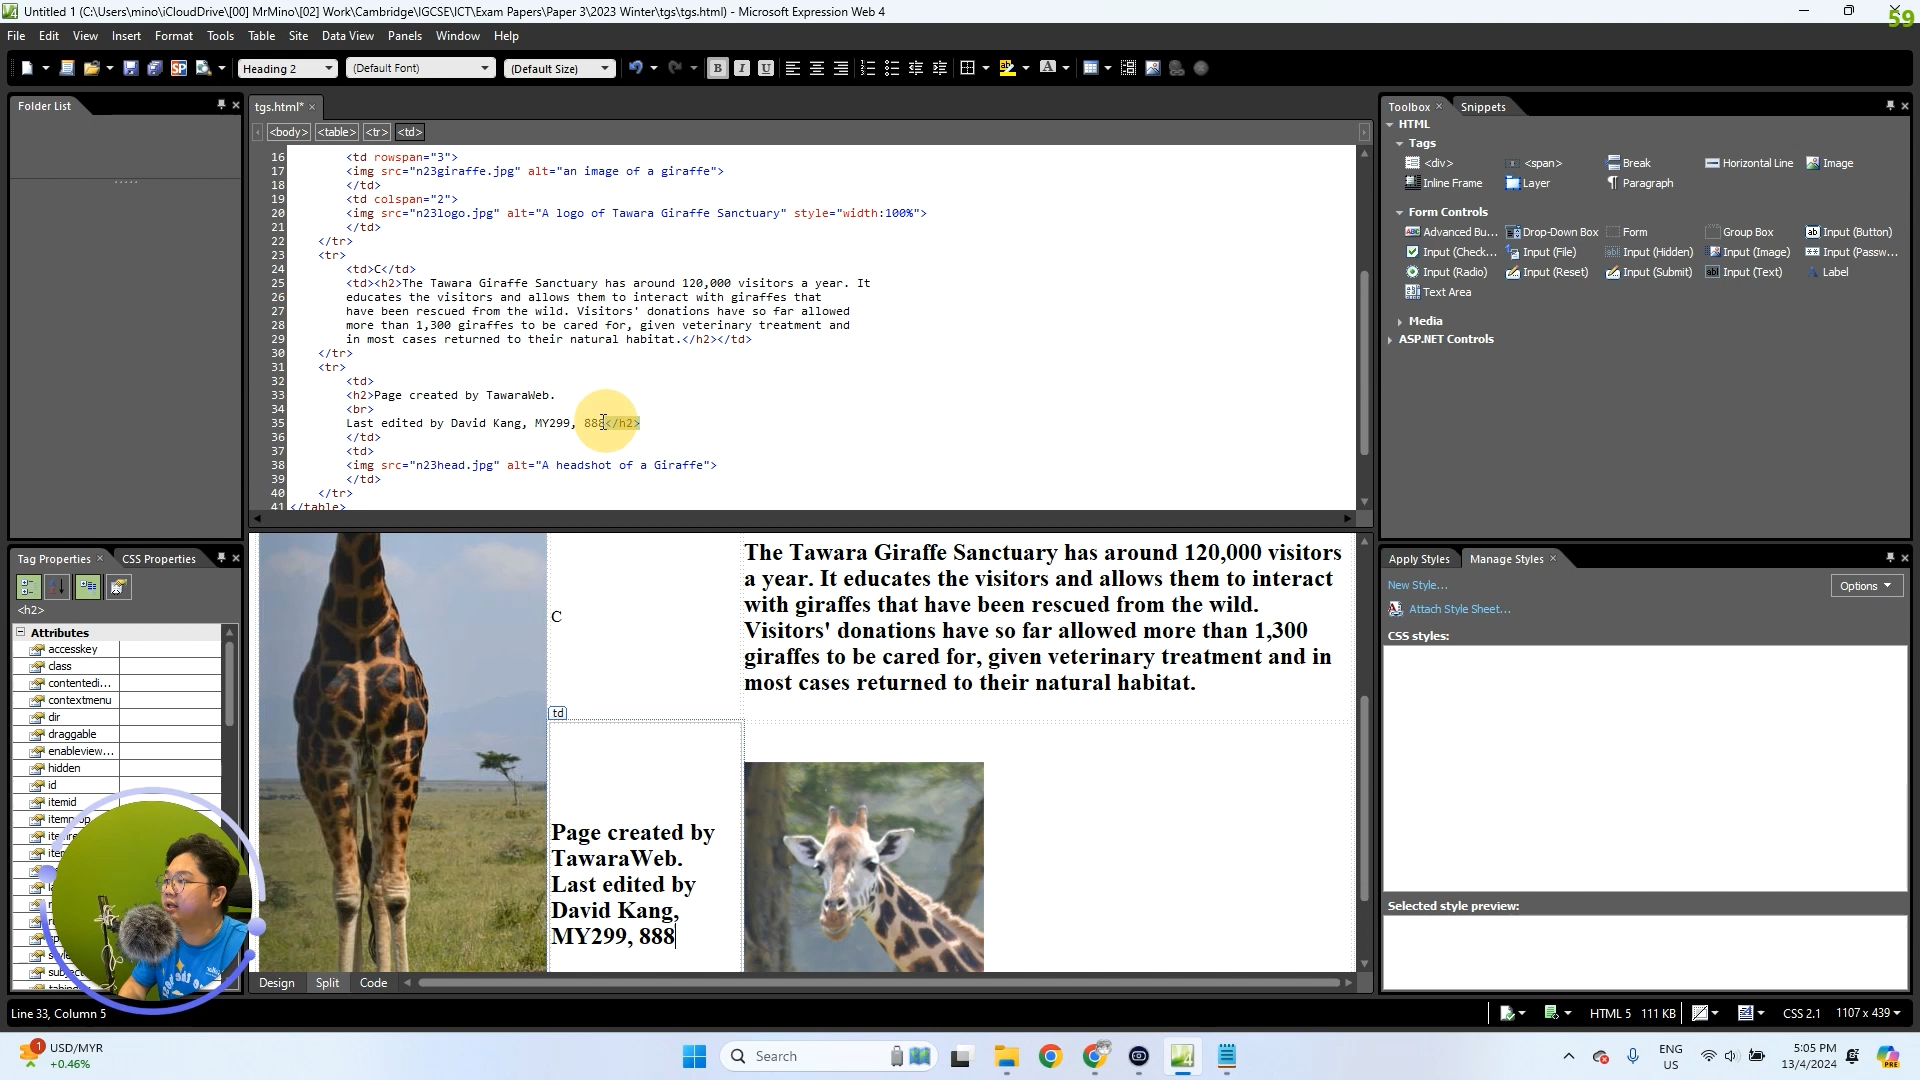 Untitled 1 (C:\Users\mino\iCloudDrive\[00] MrMino\[02] Work\Cambridge\IGCSE\ICT\Exam Papers\Paper 3\2023 Winter\tgs\tgs.html) - Microsoft Expression Web 4
59
File Edit View Insert Format Tools Table Site Data View Panels Window Help
Heading 2 (Default Font) (Default Size)
Folder List
tgs.html*
<body> <table> <tr> <td>
16 <td rowspan="3">
17 <img src="n23giraffe.jpg" alt="an image of a giraffe">
18 </td>
19 <td colspan="2">
20 <img src="n23logo.jpg" alt="A logo of Tawara Giraffe Sanctuary" style="width:100%">
21 </td>
22 </tr>
23 <tr>
24 <td>C</td>
25 <td><h2>The Tawara Giraffe Sanctuary has around 120,000 visitors a year. It
26 educates the visitors and allows them to interact with giraffes that
27 have been rescued from the wild. Visitors' donations have so far allowed
28 more than 1,300 giraffes to be cared for, given veterinary treatment and
29 in most cases returned to their natural habitat.</h2></td>
30 </tr>
31 <tr>
32 <td>
33 <h2>Page created by TawaraWeb.
34 <br>
35 Last edited by David Kang, MY299, 888</h2>
36 </td>
37 <td>
38 <img src="n23head.jpg" alt="A headshot of a Giraffe">
39 </td>
40 </tr>
41 </table>
C
The Tawara Giraffe Sanctuary has around 120,000 visitors
a year. It educates the visitors and allows them to interact
with giraffes that have been rescued from the wild.
Visitors' donations have so far allowed more than 1,300
giraffes to be cared for, given veterinary treatment and in
most cases returned to their natural habitat.
td
Page created by
TawaraWeb.
Last edited by
David Kang,
MY299, 888
Design Split Code
Tag Properties CSS Properties
<h2>
Attributes
accesskey
class
contentedi...
contextmenu
dir
draggable
enableview...
hidden
id
itemid
Toolbox Snippets
HTML
Tags
<div> <span> Break Horizontal Line Image
Inline Frame Layer Paragraph
Form Controls
Advanced Bu... Drop-Down Box Form Group Box Input (Button)
Input (Check... Input (File) Input (Hidden) Input (Image) Input (Passw...
Input (Radio) Input (Reset) Input (Submit) Input (Text) Label
Text Area
Media
ASP.NET Controls
Apply Styles Manage Styles
New Style... Options
Attach Style Sheet...
CSS styles:
Selected style preview:
Line 33, Column 5
HTML 5 111 KB CSS 2.1 1107 x 439
1 USD/MYR
+0.46%
Search
ENG
US
5:05 PM
13/4/2024
PRE